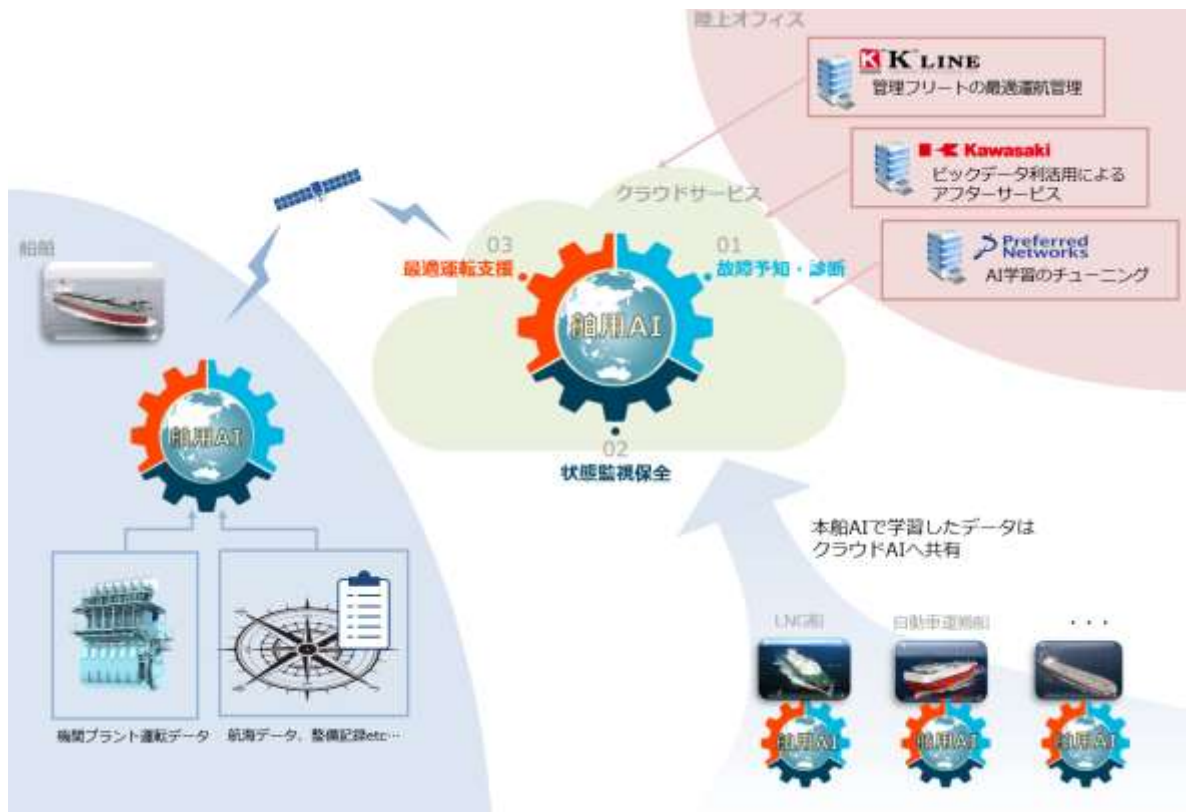 陸上オフィス
K "K" LINE
管理フリートの最適運航管理
Kawasaki
ビックデータ利活用による
アフターサービス
Preferred
Networks
AI学習のチューニング
クラウドサービス
03
最適運転支援
01
故障予知・診断
舶用AI
02
状態監視保全
船舶
舶用AI
機関プラント運転データ
航海データ、整備記録etc…
本船AIで学習したデータは
クラウドAIへ共有
LNG船
自動車運搬船
・・・
舶用AI
舶用AI
舶用AI